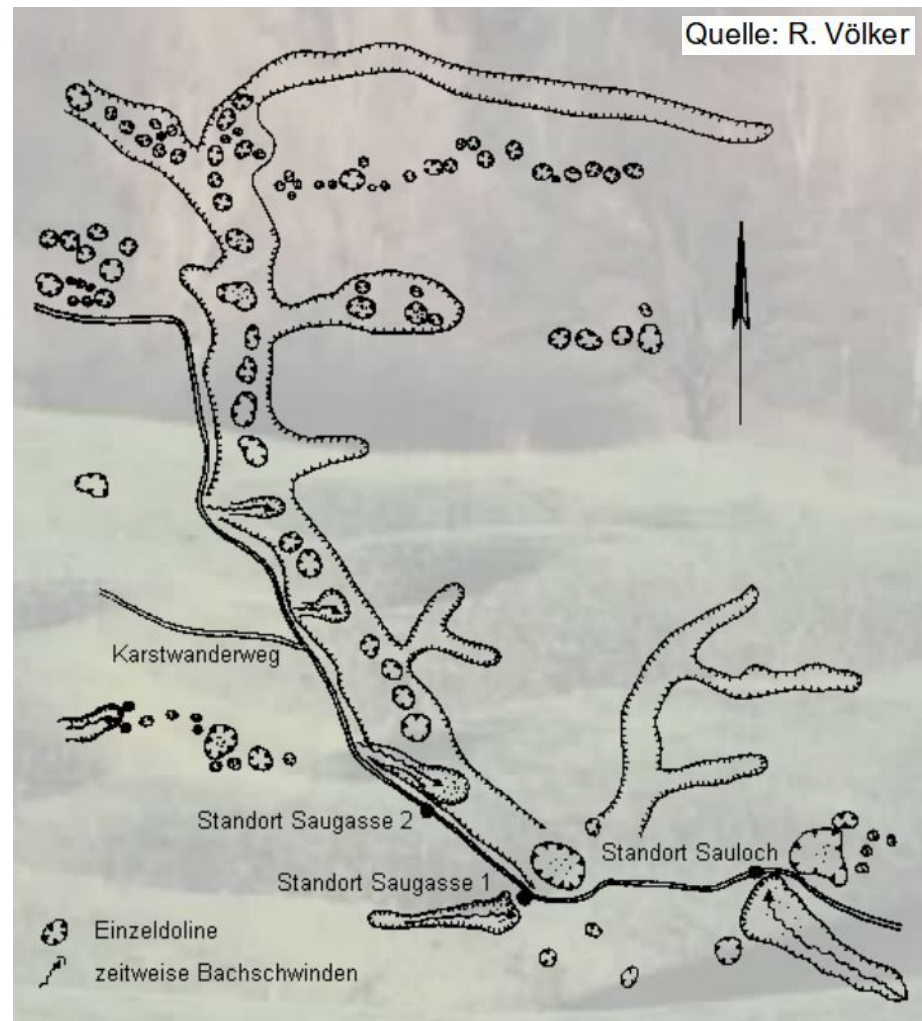 Quelle: R. Völker
Karstwanderweg
Standort Saugasse 2
Standort Sauloch
Standort Saugasse 1
Einzeldoline
zeitweise Bachschwinden